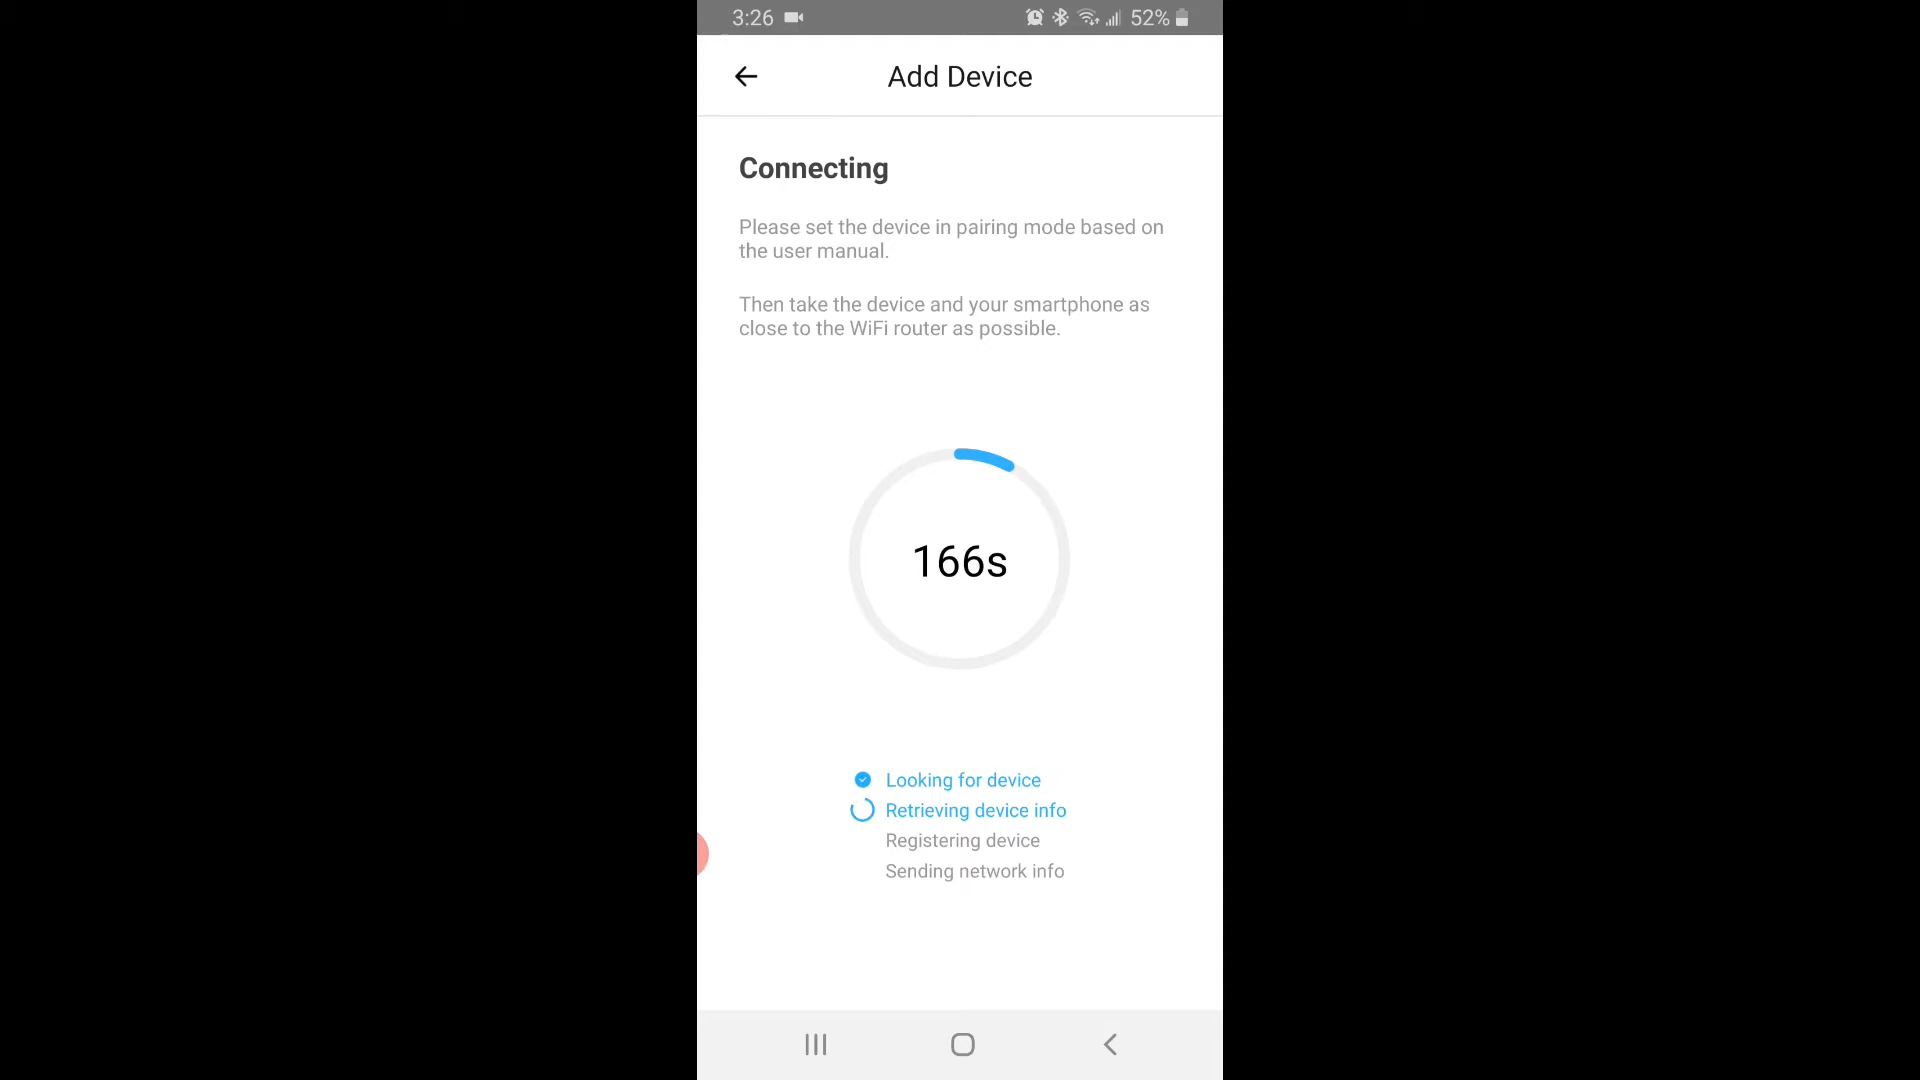 3:26
52%
Add Device
Connecting
Please set the device in pairing mode based on
the user manual.
Then take the device and your smartphone as
close to the WiFi router as possible.
166s
Looking for device
Retrieving device info
Registering device
Sending network info